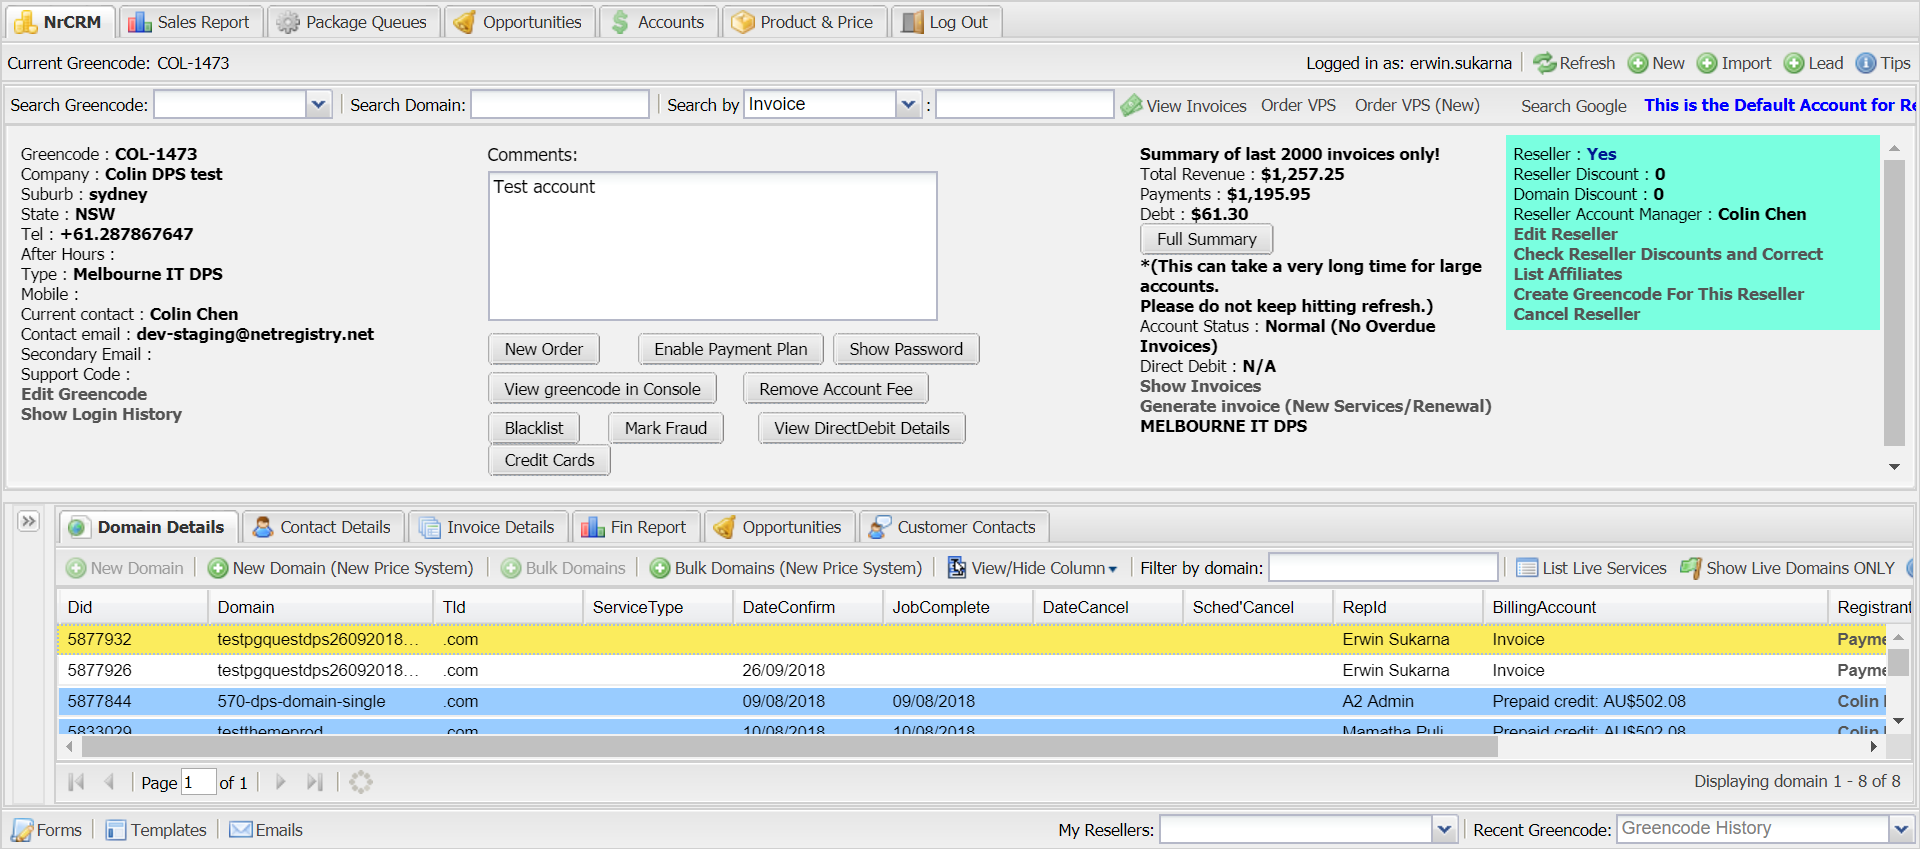 NrCRM Sales Report Package Queues Opportunities Accounts Product & Price Log Out
Current Greencode: COL-1473 Logged in as: erwin.sukarna Refresh New Import Lead Tips
Search Greencode: Search Domain: Search by Invoice : View Invoices Order VPS Order VPS (New) Search Google This is the Default Account for Re
Greencode : COL-1473
Company : Colin DPS test
Suburb : sydney
State : NSW
Tel : +61.287867647
After Hours :
Type : Melbourne IT DPS
Mobile :
Current contact : Colin Chen
Contact email : dev-staging@netregistry.net
Secondary Email :
Support Code :
Edit Greencode
Show Login History
Comments:
Test account
New Order Enable Payment Plan Show Password
View greencode in Console Remove Account Fee
Blacklist Mark Fraud View DirectDebit Details
Credit Cards
Summary of last 2000 invoices only!
Total Revenue : $1,257.25
Payments : $1,195.95
Debt : $61.30
Full Summary
*(This can take a very long time for large
accounts.
Please do not keep hitting refresh.)
Account Status : Normal (No Overdue
Invoices)
Direct Debit : N/A
Show Invoices
Generate invoice (New Services/Renewal)
MELBOURNE IT DPS
Reseller : Yes
Reseller Discount : 0
Domain Discount : 0
Reseller Account Manager : Colin Chen
Edit Reseller
Check Reseller Discounts and Correct
List Affiliates
Create Greencode For This Reseller
Cancel Reseller
Domain Details Contact Details Invoice Details Fin Report Opportunities Customer Contacts
New Domain New Domain (New Price System) Bulk Domains Bulk Domains (New Price System) View/Hide Column Filter by domain: List Live Services Show Live Domains ONLY
Did Domain Tld ServiceType DateConfirm JobComplete DateCancel Sched'Cancel RepId BillingAccount Registrant
5877932 testpgquestdps26092018... .com Erwin Sukarna Invoice Payme
5877926 testpgquestdps26092018... .com 26/09/2018 Erwin Sukarna Invoice Payme
5877844 570-dps-domain-single .com 09/08/2018 09/08/2018 A2 Admin Prepaid credit: AU$502.08 Colin
5833029 testthemeprod .com 10/08/2018 10/08/2018 Mamatha Puli Prepaid credit: AU$502.08 Colin
Page 1 of 1 Displaying domain 1 - 8 of 8
Forms Templates Emails My Resellers: Recent Greencode: Greencode History